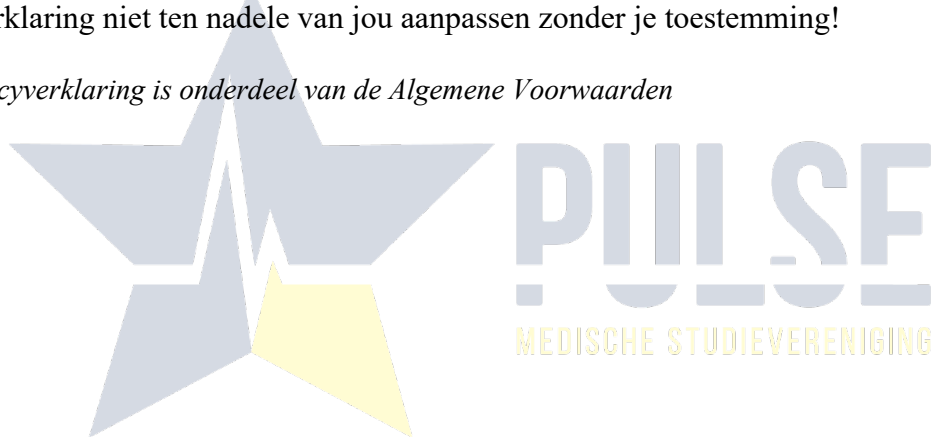 rklaring niet ten nadele van jou aanpassen zonder je toestemming!
cyverklaring is onderdeel van de Algemene Voorwaarden
PULSE
MEDISCHE STUDIEVERENIGING